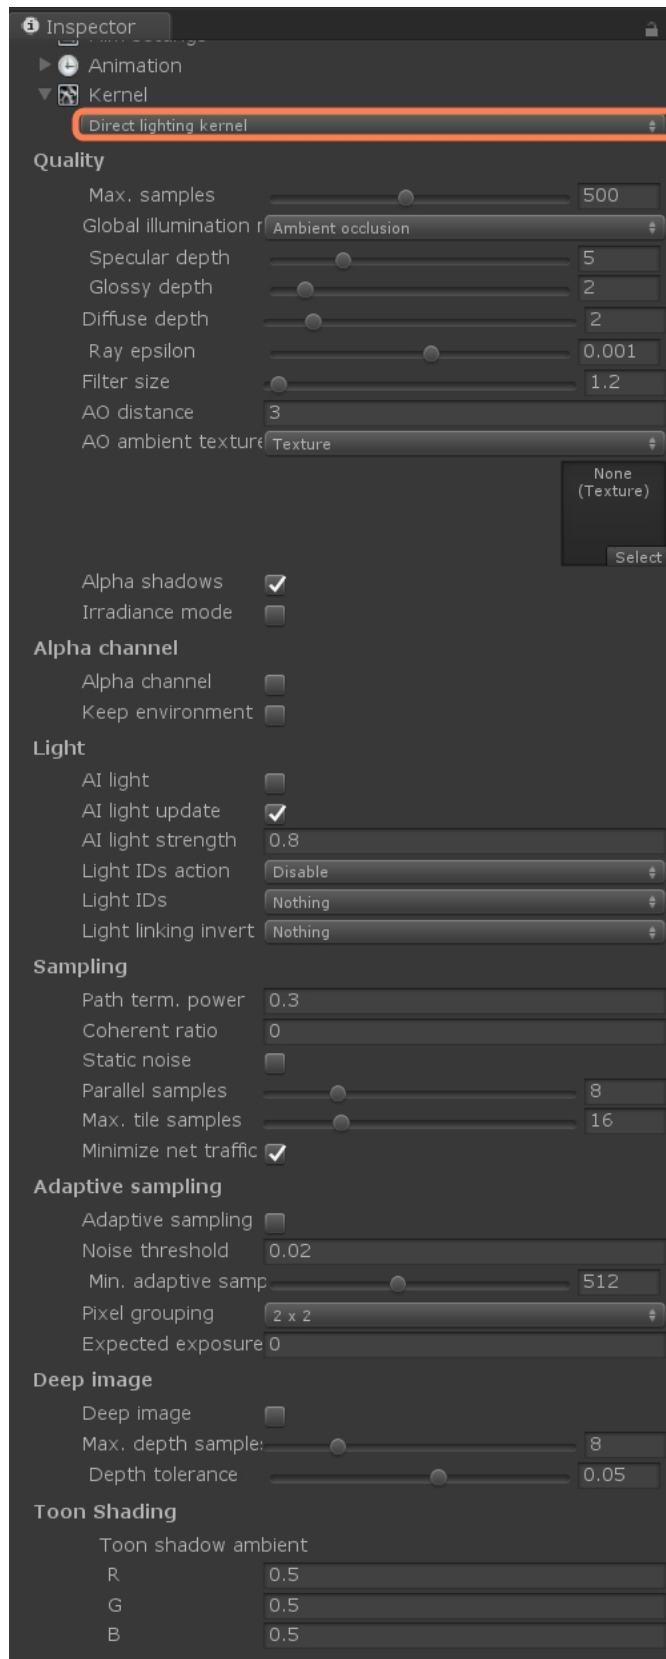 Inspector
Animation
Kernel
Direct lighting kernel
Quality
Max. samples 500
Global illumination r Ambient occlusion
Specular depth 5
Glossy depth 2
Diffuse depth 2
Ray epsilon 0.001
Filter size 1.2
AO distance 3
AO ambient texture Texture
None
(Texture)
Select
Alpha shadows
Irradiance mode
Alpha channel
Alpha channel
Keep environment
Light
AI light
AI light update
AI light strength 0.8
Light IDs action Disable
Light IDs Nothing
Light linking invert Nothing
Sampling
Path term. power 0.3
Coherent ratio 0
Static noise
Parallel samples 8
Max. tile samples 16
Minimize net traffic
Adaptive sampling
Adaptive sampling
Noise threshold 0.02
Min. adaptive samp 512
Pixel grouping 2 x 2
Expected exposure 0
Deep image
Deep image
Max. depth samples 8
Depth tolerance 0.05
Toon Shading
Toon shadow ambient
R 0.5
G 0.5
B 0.5